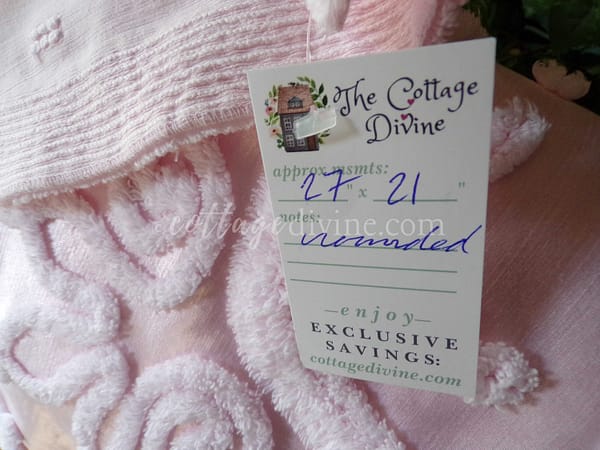 The Cottage
Divine
approx msmts:
27" x 21"
cottagedivine.com
notes:
rounded
—enjoy—
EXCLUSIVE
SAVINGS:
cottagedivine.com